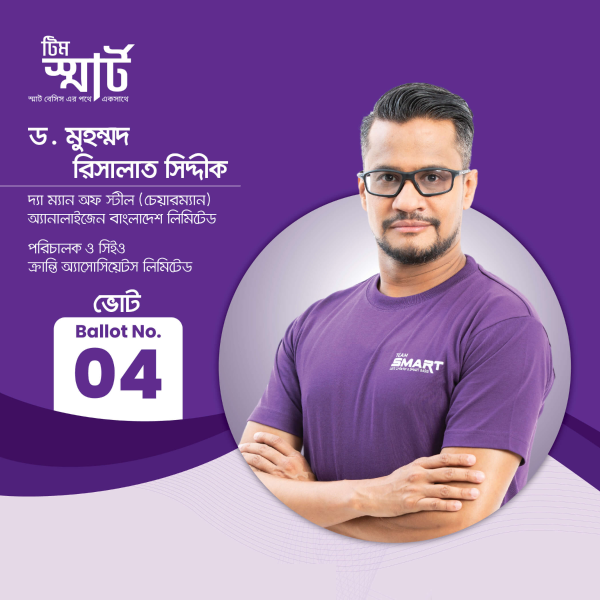 টিম
স্মার্ট
স্মার্ট বেসিস এর পথে একসাথে
ড. মুহম্মদ
রিসালাত সিদ্দীক
দ্যা ম্যান অফ স্টীল (চেয়ারম্যান)
অ্যানালাইজেন বাংলাদেশ লিমিটেড
পরিচালক ও সিইও
ক্রান্তি অ্যাসোসিয়েটস লিমিটেড
ভোট
Ballot No.
04
TEAM
SMART